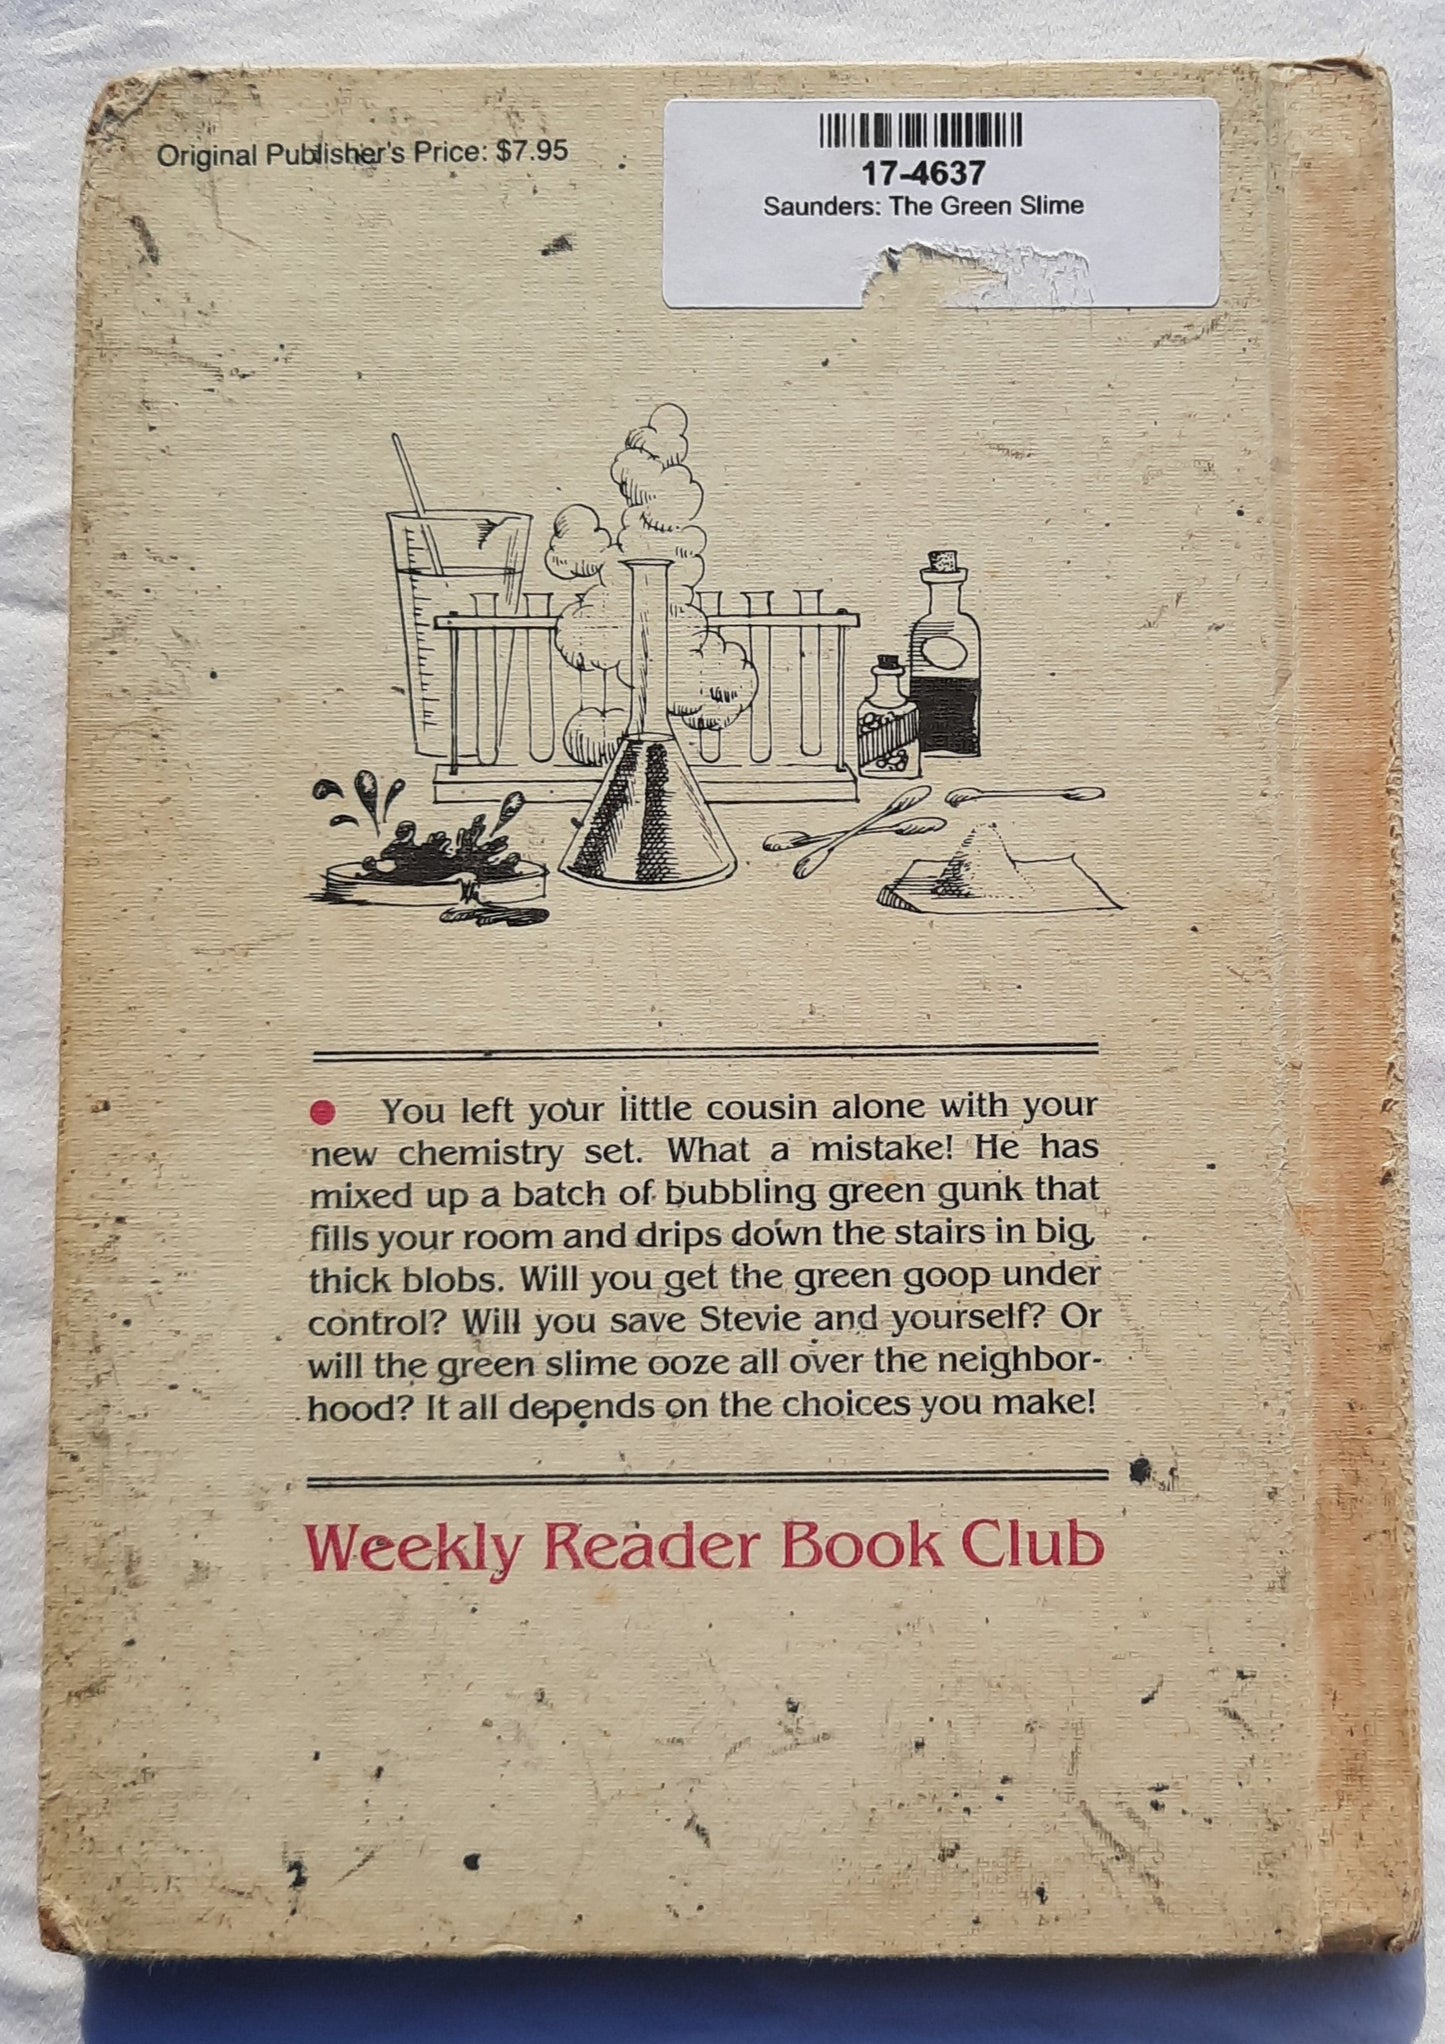 Original Publisher's Price: $7.95
17-4637
Saunders: The Green Slime
You left your little cousin alone with your
new chemistry set. What a mistake! He has
mixed up a batch of bubbling green gunk that
fills your room and drips down the stairs in big,
thick blobs. Will you get the green goop under
control? Will you save Stevie and yourself? Or
will the green slime ooze all over the neighbor-
hood? It all depends on the choices you make!
Weekly Reader Book Club